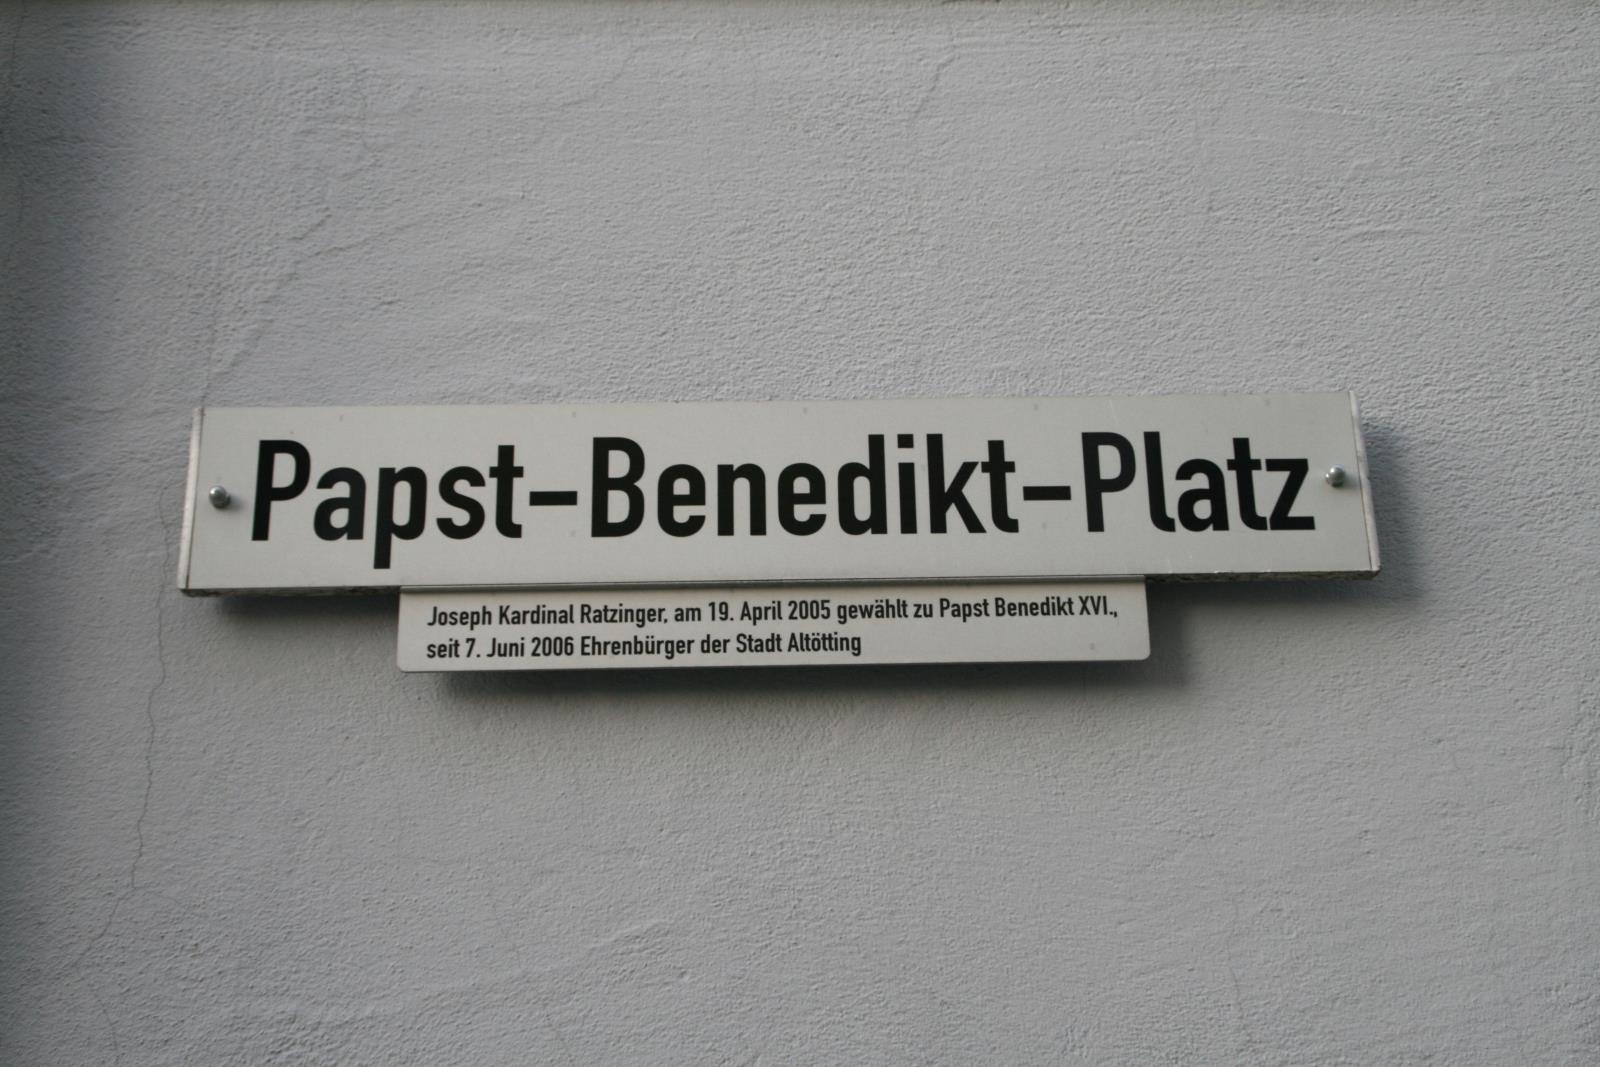 Papst-Benedikt-Platz
Joseph Kardinal Ratzinger, am 19. April 2005 gewählt zu Papst Benedikt XVI.,
seit 7. Juni 2006 Ehrenbürger der Stadt Altötting